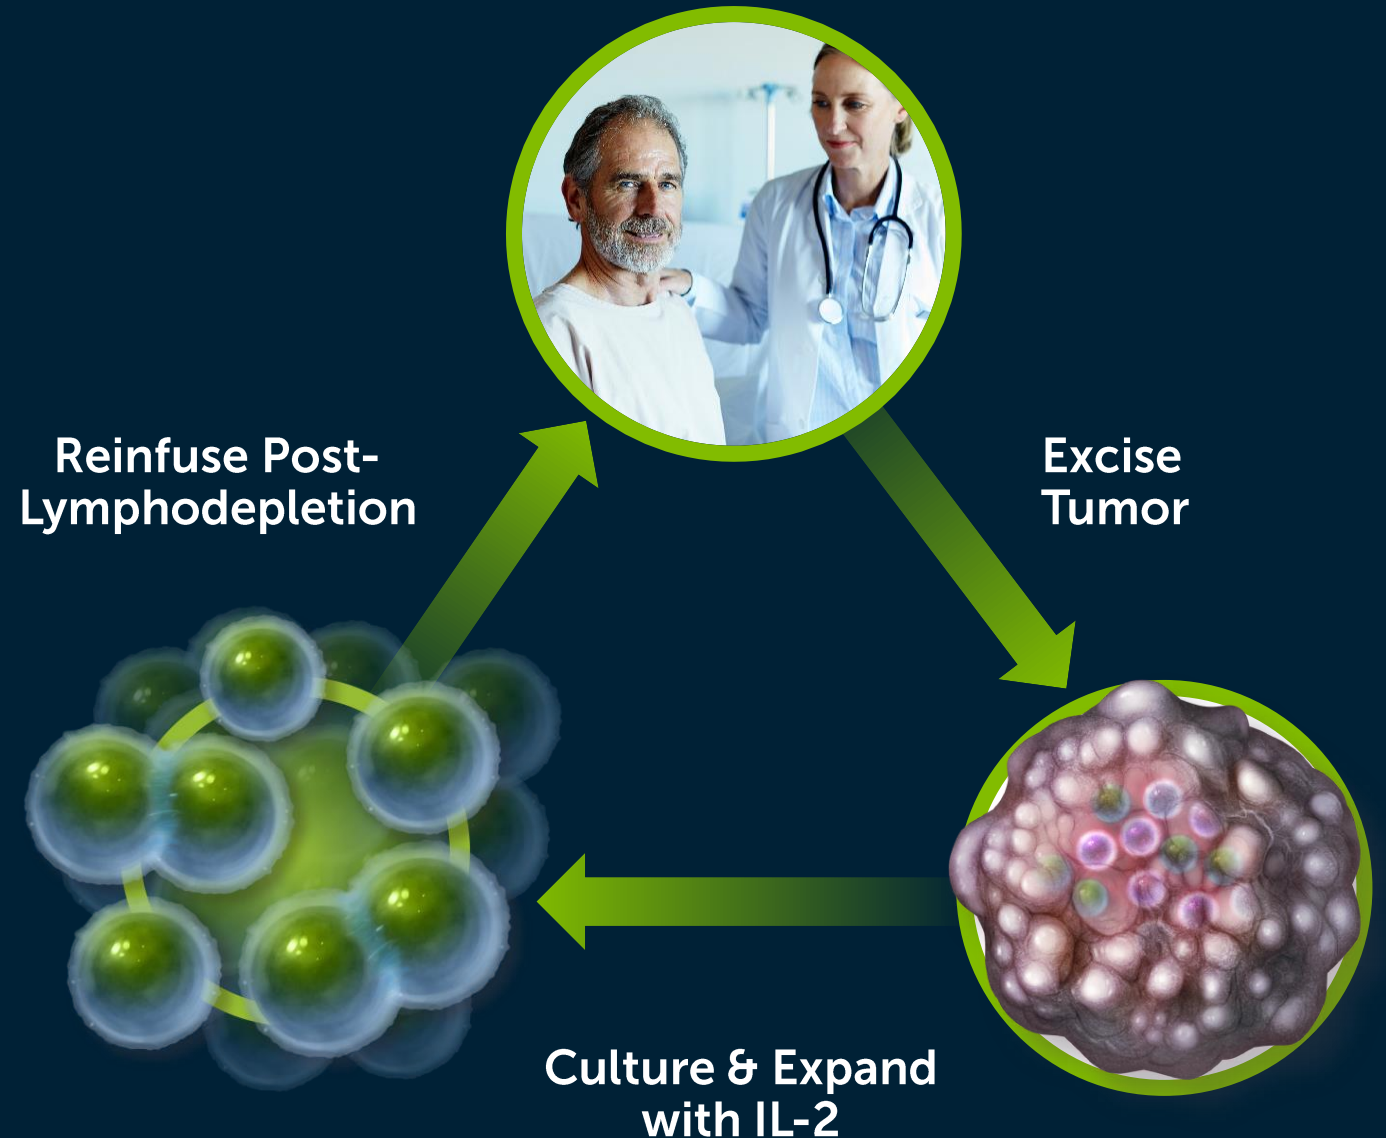 Reinfuse Post-
Lymphodepletion
Excise
Tumor
Culture & Expand
with IL-2